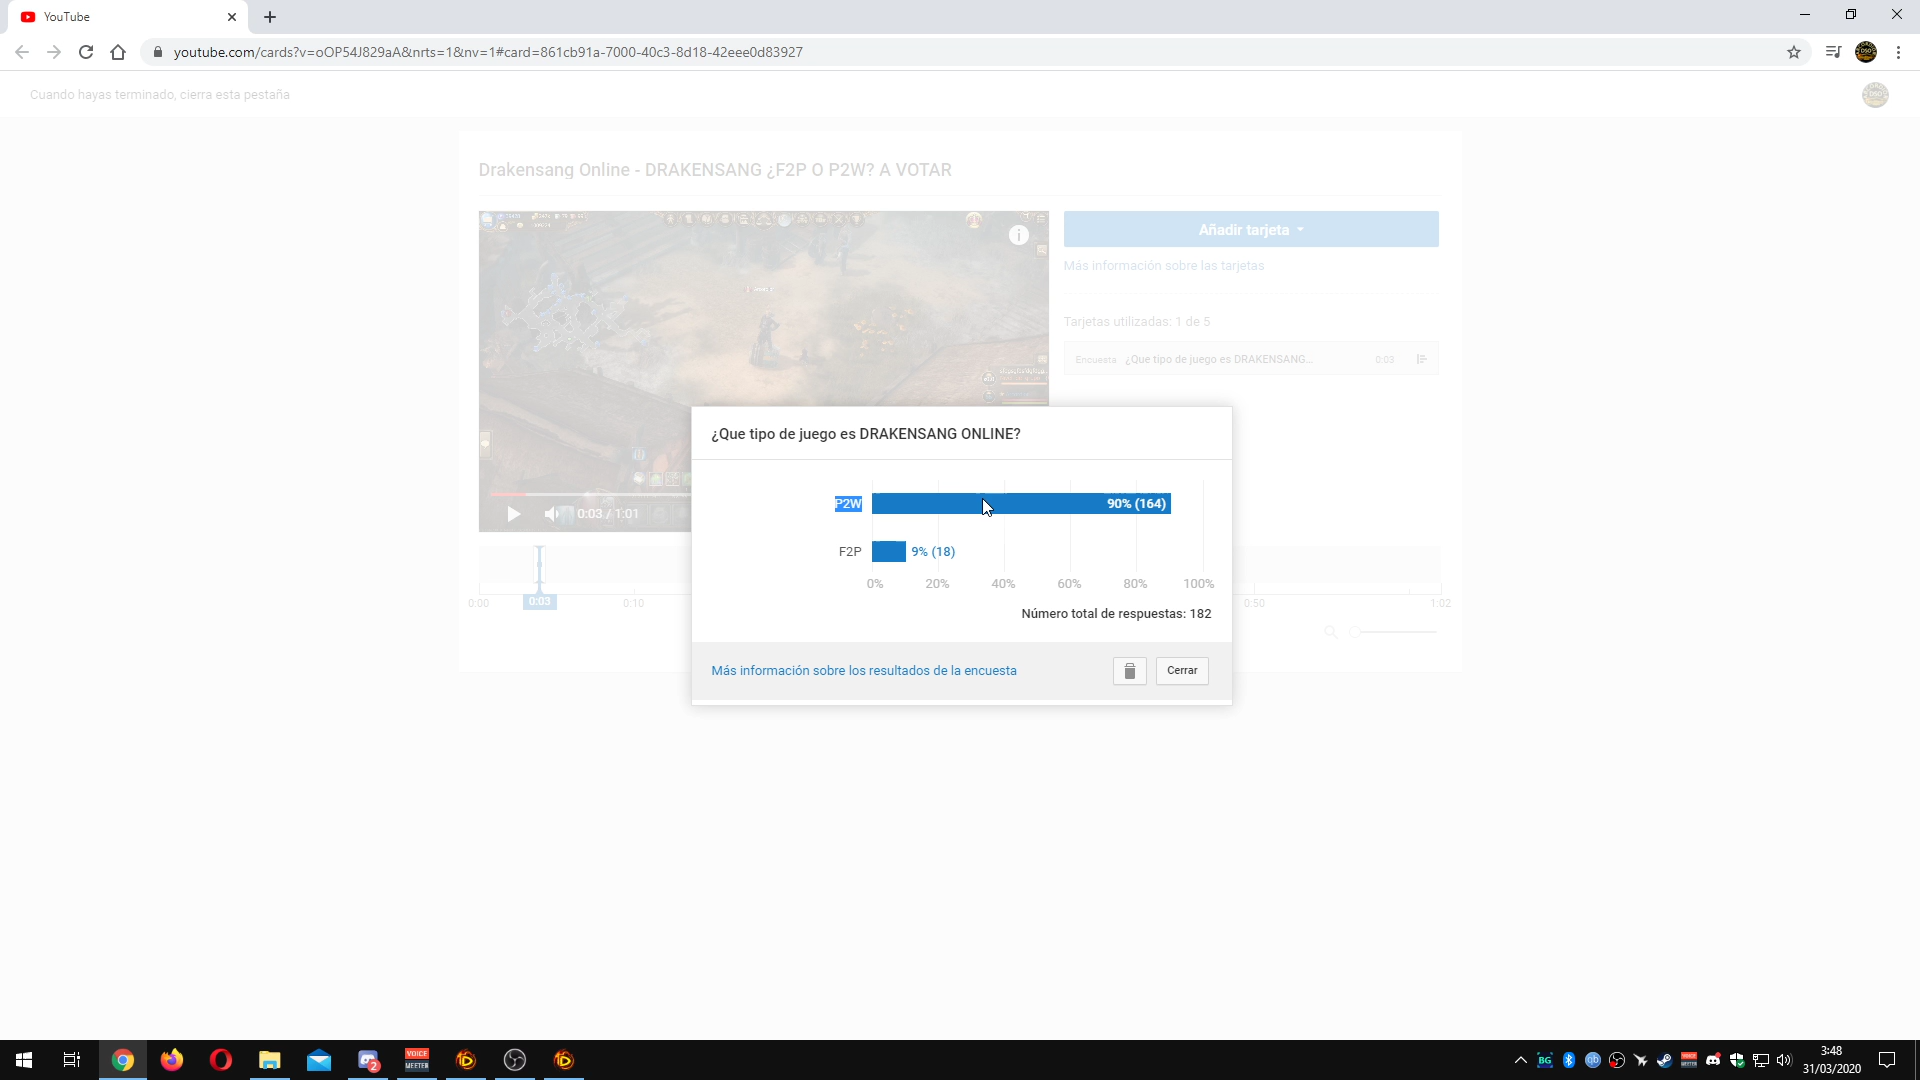 YouTube
youtube.com/cards?v=oOP54J829aA&nrts=1&nv=1#card=861cb91a-7000-40c3-8d18-42eee0d83927
Cuando hayas terminado, cierra esta pestaña
Drakensang Online - DRAKENSANG ¿F2P O P2W? A VOTAR
Añadir tarjeta
Más información sobre las tarjetas
Tarjetas utilizadas: 1 de 5
Encuesta ¿Que tipo de juego es DRAKENSANG... 0:03
¿Que tipo de juego es DRAKENSANG ONLINE?
P2W 90% (164)
0:03 / 1:01
F2P 9% (18)
0% 20% 40% 60% 80% 100%
0:00 0:03 0:10 0:50 1:02
Número total de respuestas: 182
Más información sobre los resultados de la encuesta
Cerrar
VOICE
MEETER
2
BG
qb
3:48
31/03/2020